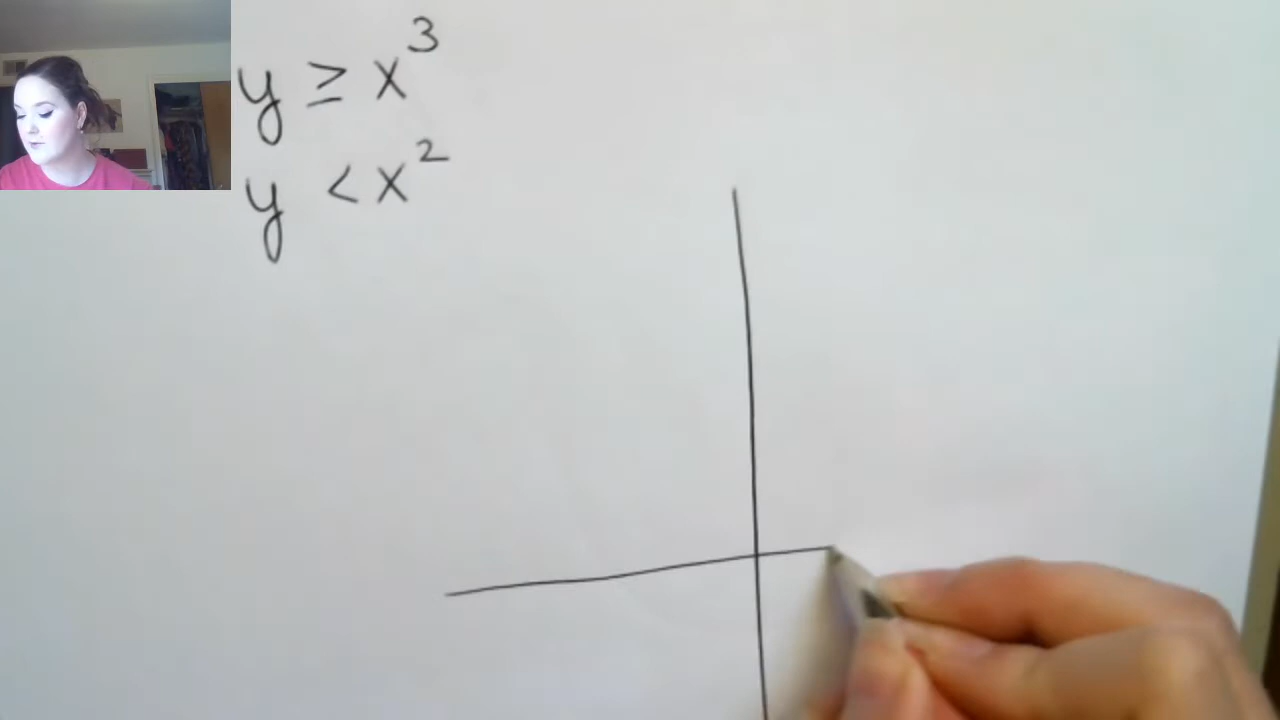 y ≥ x³
y < x²